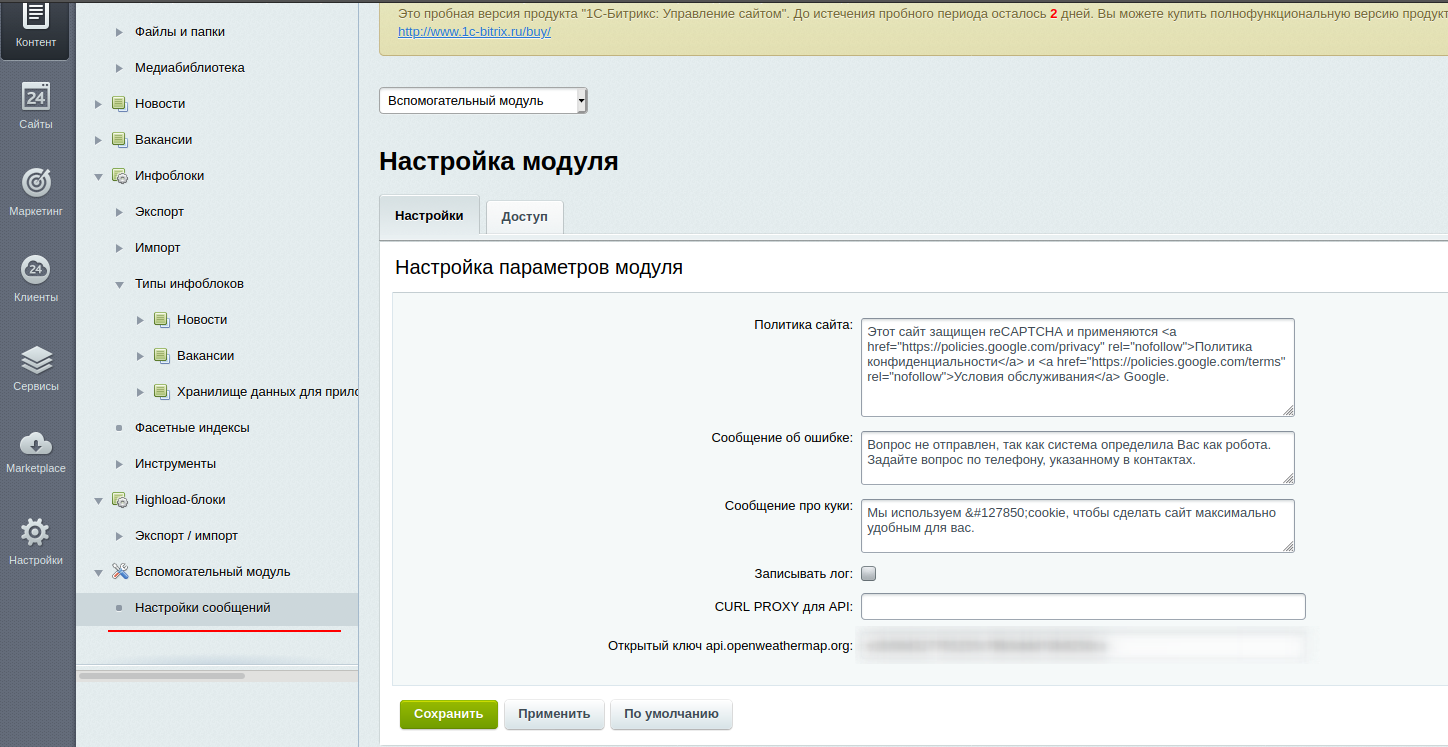 Контент
24
Сайты
Маркетинг
24
Клиенты
Сервисы
Marketplace
Настройки
Файлы и папки
Медиабиблиотека
Новости
Вакансии
Инфоблоки
Экспорт
Импорт
Типы инфоблоков
Новости
Вакансии
Хранилище данных для прило
Фасетные индексы
Инструменты
Highload-блоки
Экспорт / импорт
Вспомогательный модуль
Настройки сообщений
Это пробная версия продукта "1С-Битрикс: Управление сайтом". До истечения пробного периода осталось 2 дней. Вы можете купить полнофункциональную версию продукт
http://www.1c-bitrix.ru/buy/
Вспомогательный модуль
Настройка модуля
Настройки
Доступ
Настройка параметров модуля
Политика сайта:
Этот сайт защищен reCAPTCHA и применяются <a
href="https://policies.google.com/privacy" rel="nofollow">Политика
конфиденциальности</a> и <a href="https://policies.google.com/terms"
rel="nofollow">Условия обслуживания</a> Google.
Сообщение об ошибке:
Вопрос не отправлен, так как система определила Вас как робота.
Задайте вопрос по телефону, указанному в контактах.
Сообщение про куки:
Мы используем &#127850;cookie, чтобы сделать сайт максимально
удобным для вас.
Записывать лог:
CURL PROXY для API:
Открытый ключ api.openweathermap.org:
Сохранить
Применить
По умолчанию